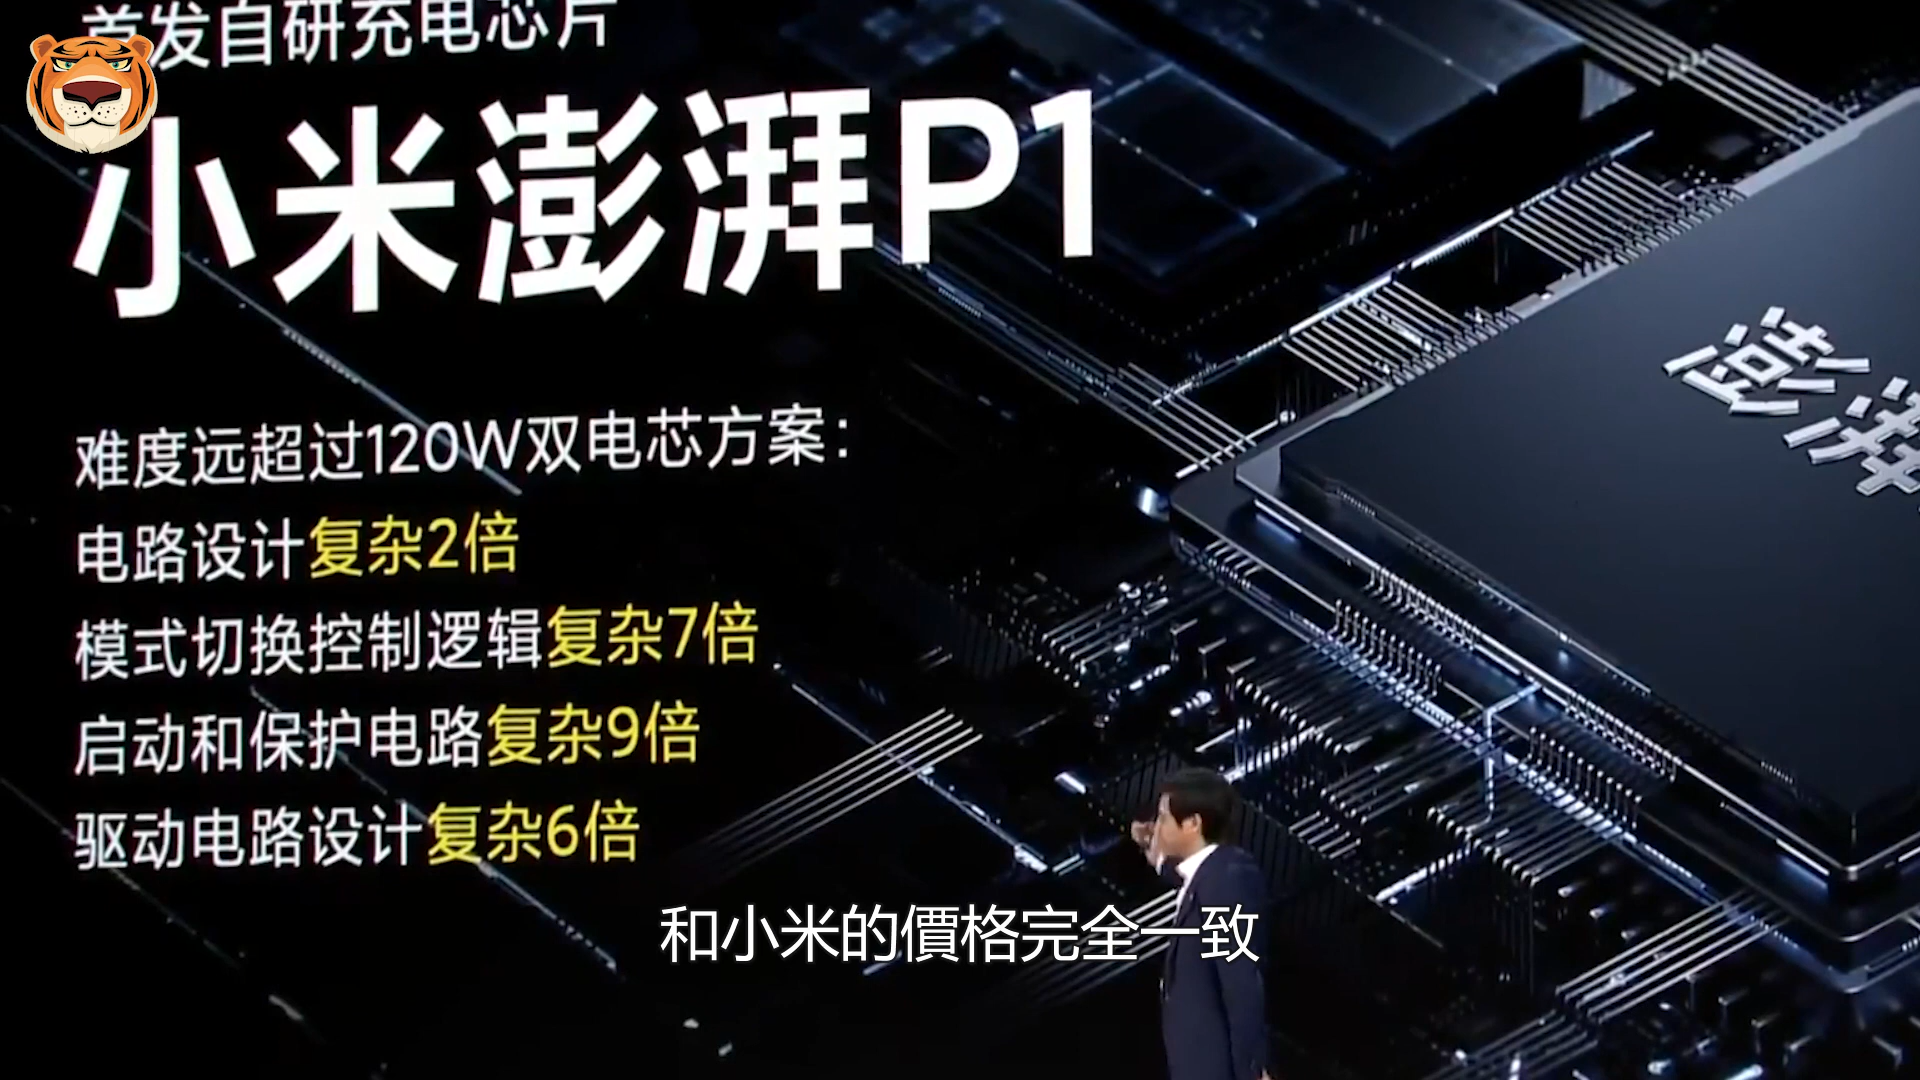 首发自研充电芯片
小米澎湃P1
难度远超过120W双电芯方案：
电路设计复杂2倍
模式切换控制逻辑复杂7倍
启动和保护电路复杂9倍
驱动电路设计复杂6倍
澎湃
和小米的價格完全一致